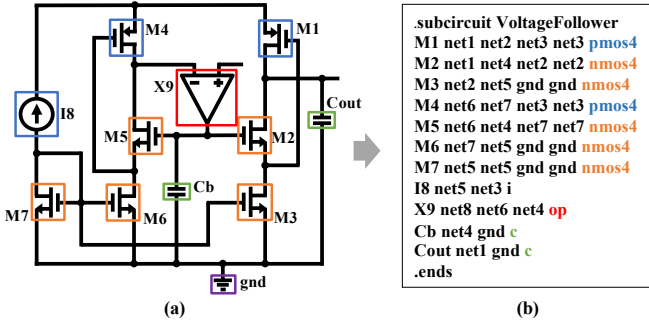 M4
M1
X9
- +
I8
Cout
M5
M2
Cb
M7
M6
M3
gnd
(a)
.subcircuit VoltageFollower
M1 net1 net2 net3 net3 pmos4
M2 net1 net4 net2 net2 nmos4
M3 net2 net5 gnd gnd nmos4
M4 net6 net7 net3 net3 pmos4
M5 net6 net4 net7 net7 nmos4
M6 net7 net5 gnd gnd nmos4
M7 net5 net5 gnd gnd nmos4
I8 net5 net3 i
X9 net8 net6 net4 op
Cb net4 gnd c
Cout net1 gnd c
.ends
(b)